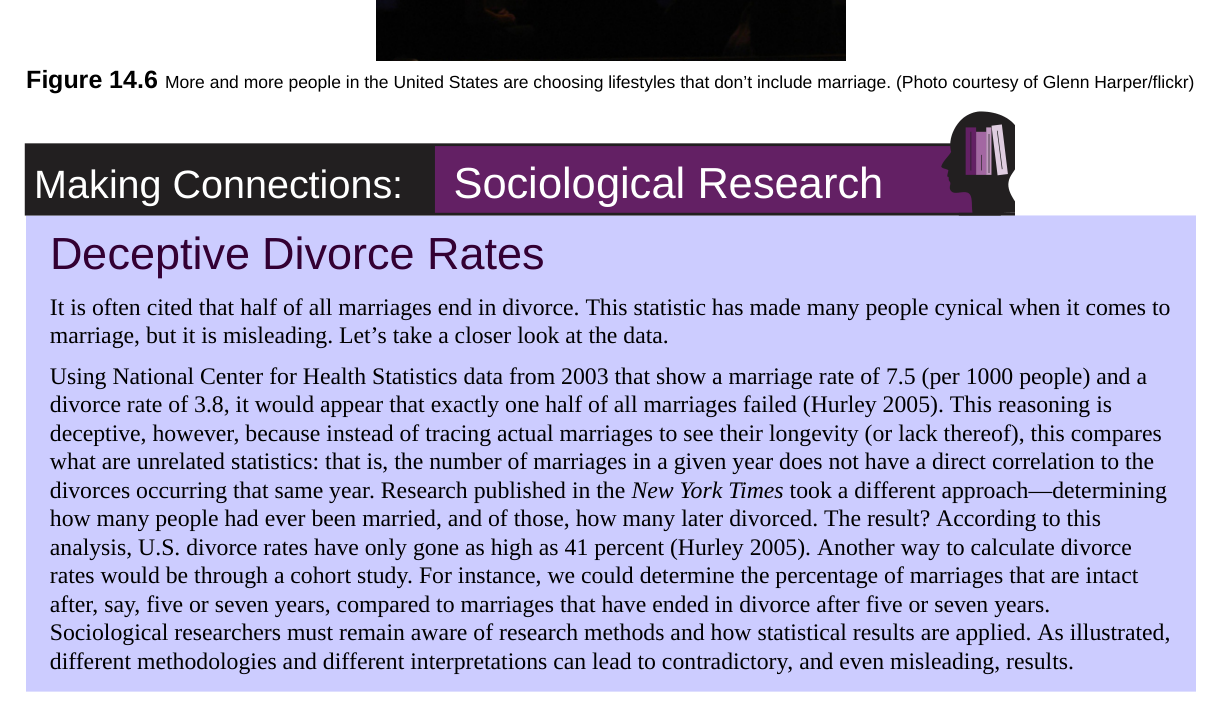 Figure 14.6 More and more people in the United States are choosing lifestyles that don’t include marriage. (Photo courtesy of Glenn Harper/flickr)
Making Connections: Sociological Research
Deceptive Divorce Rates
It is often cited that half of all marriages end in divorce. This statistic has made many people cynical when it comes to
marriage, but it is misleading. Let’s take a closer look at the data.
Using National Center for Health Statistics data from 2003 that show a marriage rate of 7.5 (per 1000 people) and a
divorce rate of 3.8, it would appear that exactly one half of all marriages failed (Hurley 2005). This reasoning is
deceptive, however, because instead of tracing actual marriages to see their longevity (or lack thereof), this compares
what are unrelated statistics: that is, the number of marriages in a given year does not have a direct correlation to the
divorces occurring that same year. Research published in the New York Times took a different approach—determining
how many people had ever been married, and of those, how many later divorced. The result? According to this
analysis, U.S. divorce rates have only gone as high as 41 percent (Hurley 2005). Another way to calculate divorce
rates would be through a cohort study. For instance, we could determine the percentage of marriages that are intact
after, say, five or seven years, compared to marriages that have ended in divorce after five or seven years.
Sociological researchers must remain aware of research methods and how statistical results are applied. As illustrated,
different methodologies and different interpretations can lead to contradictory, and even misleading, results.